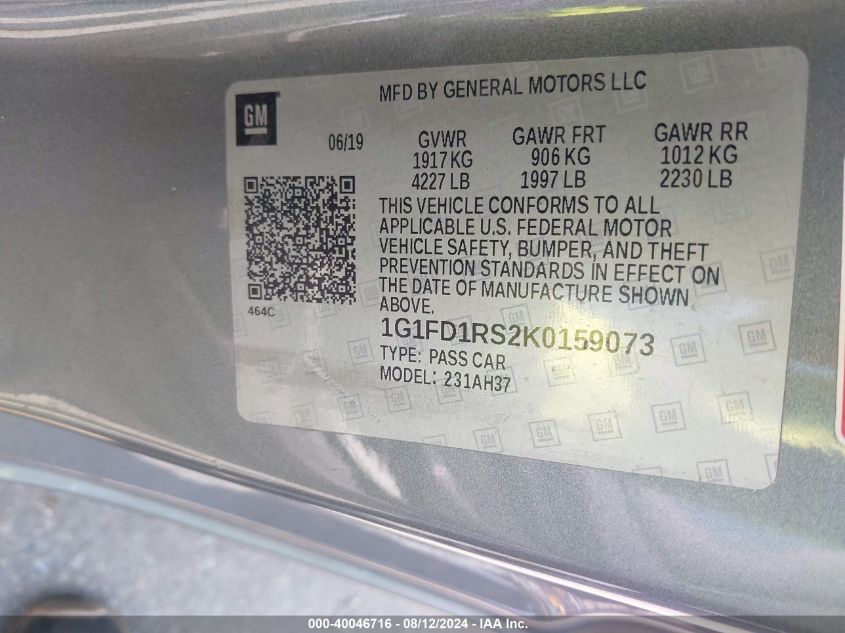 MFD BY GENERAL MOTORS LLC
GM
06/19
GVWR GAWR FRT GAWR RR
1917 KG 906 KG 1012 KG
4227 LB 1997 LB 2230 LB
THIS VEHICLE CONFORMS TO ALL
APPLICABLE U.S. FEDERAL MOTOR
VEHICLE SAFETY, BUMPER, AND THEFT
PREVENTION STANDARDS IN EFFECT ON
THE DATE OF MANUFACTURE SHOWN
ABOVE.
464C
1G1FD1RS2K0159073
TYPE: PASS CAR
MODEL: 231AH37
000-40046716 - 08/12/2024 - IAAI.COM.